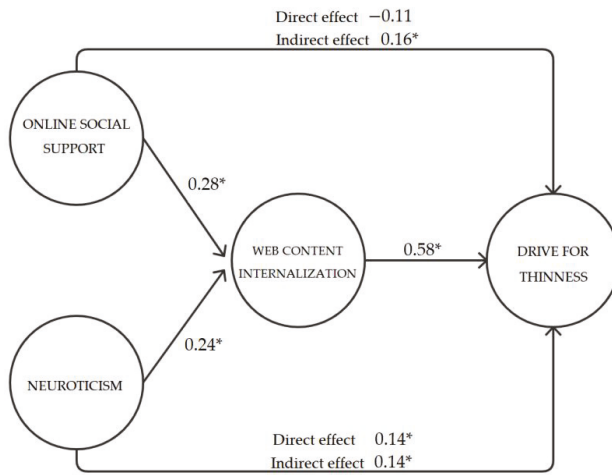 Direct effect −0.11
Indirect effect 0.16*
ONLINE SOCIAL
SUPPORT
0.28*
WEB CONTENT
INTERNALIZATION
0.58*
DRIVE FOR
THINNESS
0.24*
NEUROTICISM
Direct effect 0.14*
Indirect effect 0.14*